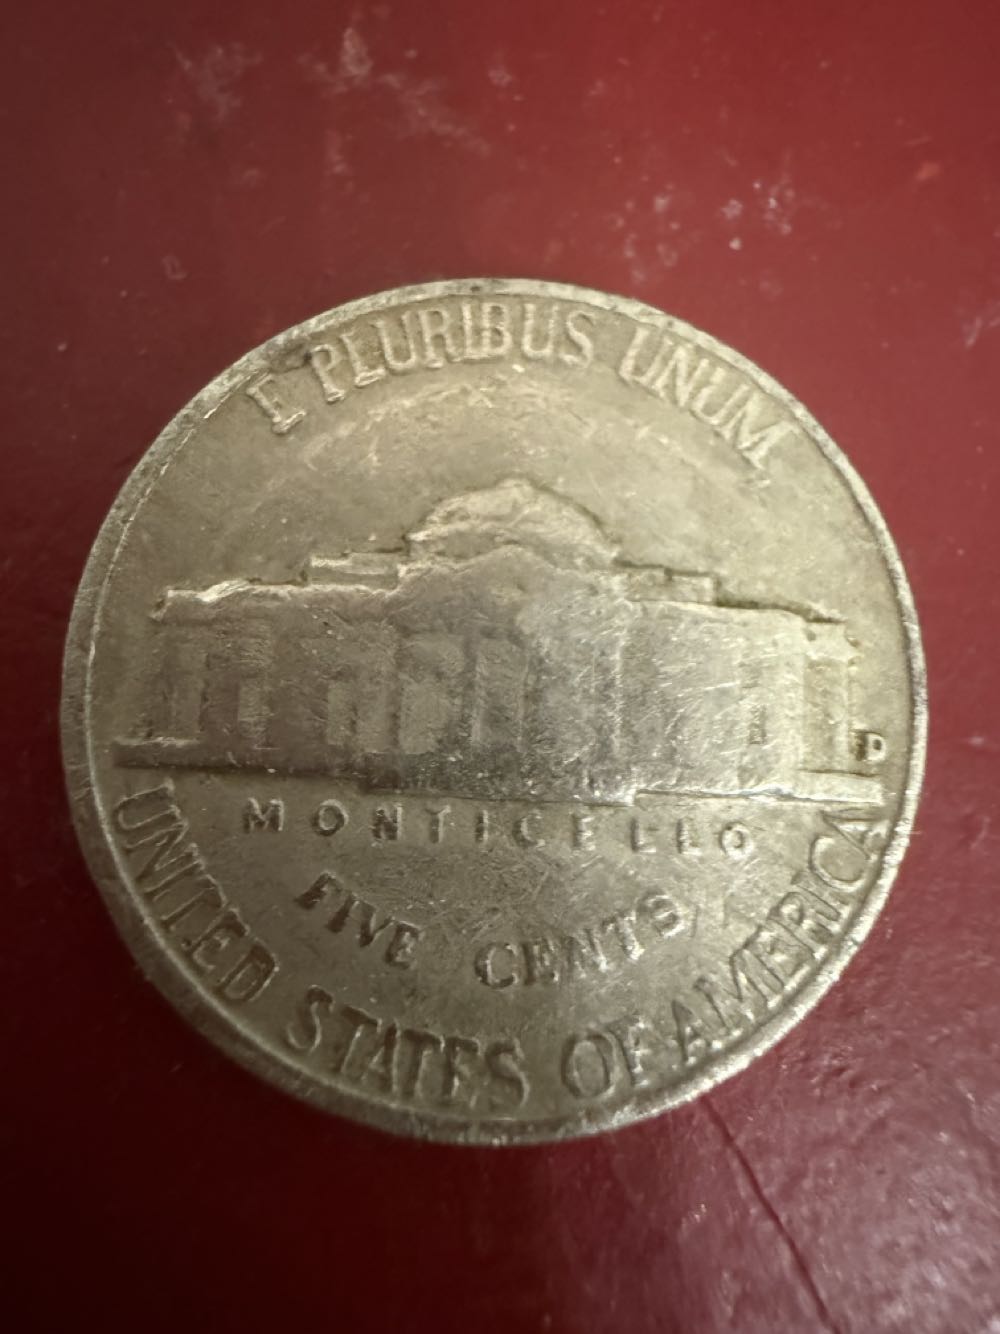 E PLURIBUS UNUM
D
MONTICELLO
FIVE CENTS
UNITED STATES OF AMERICA